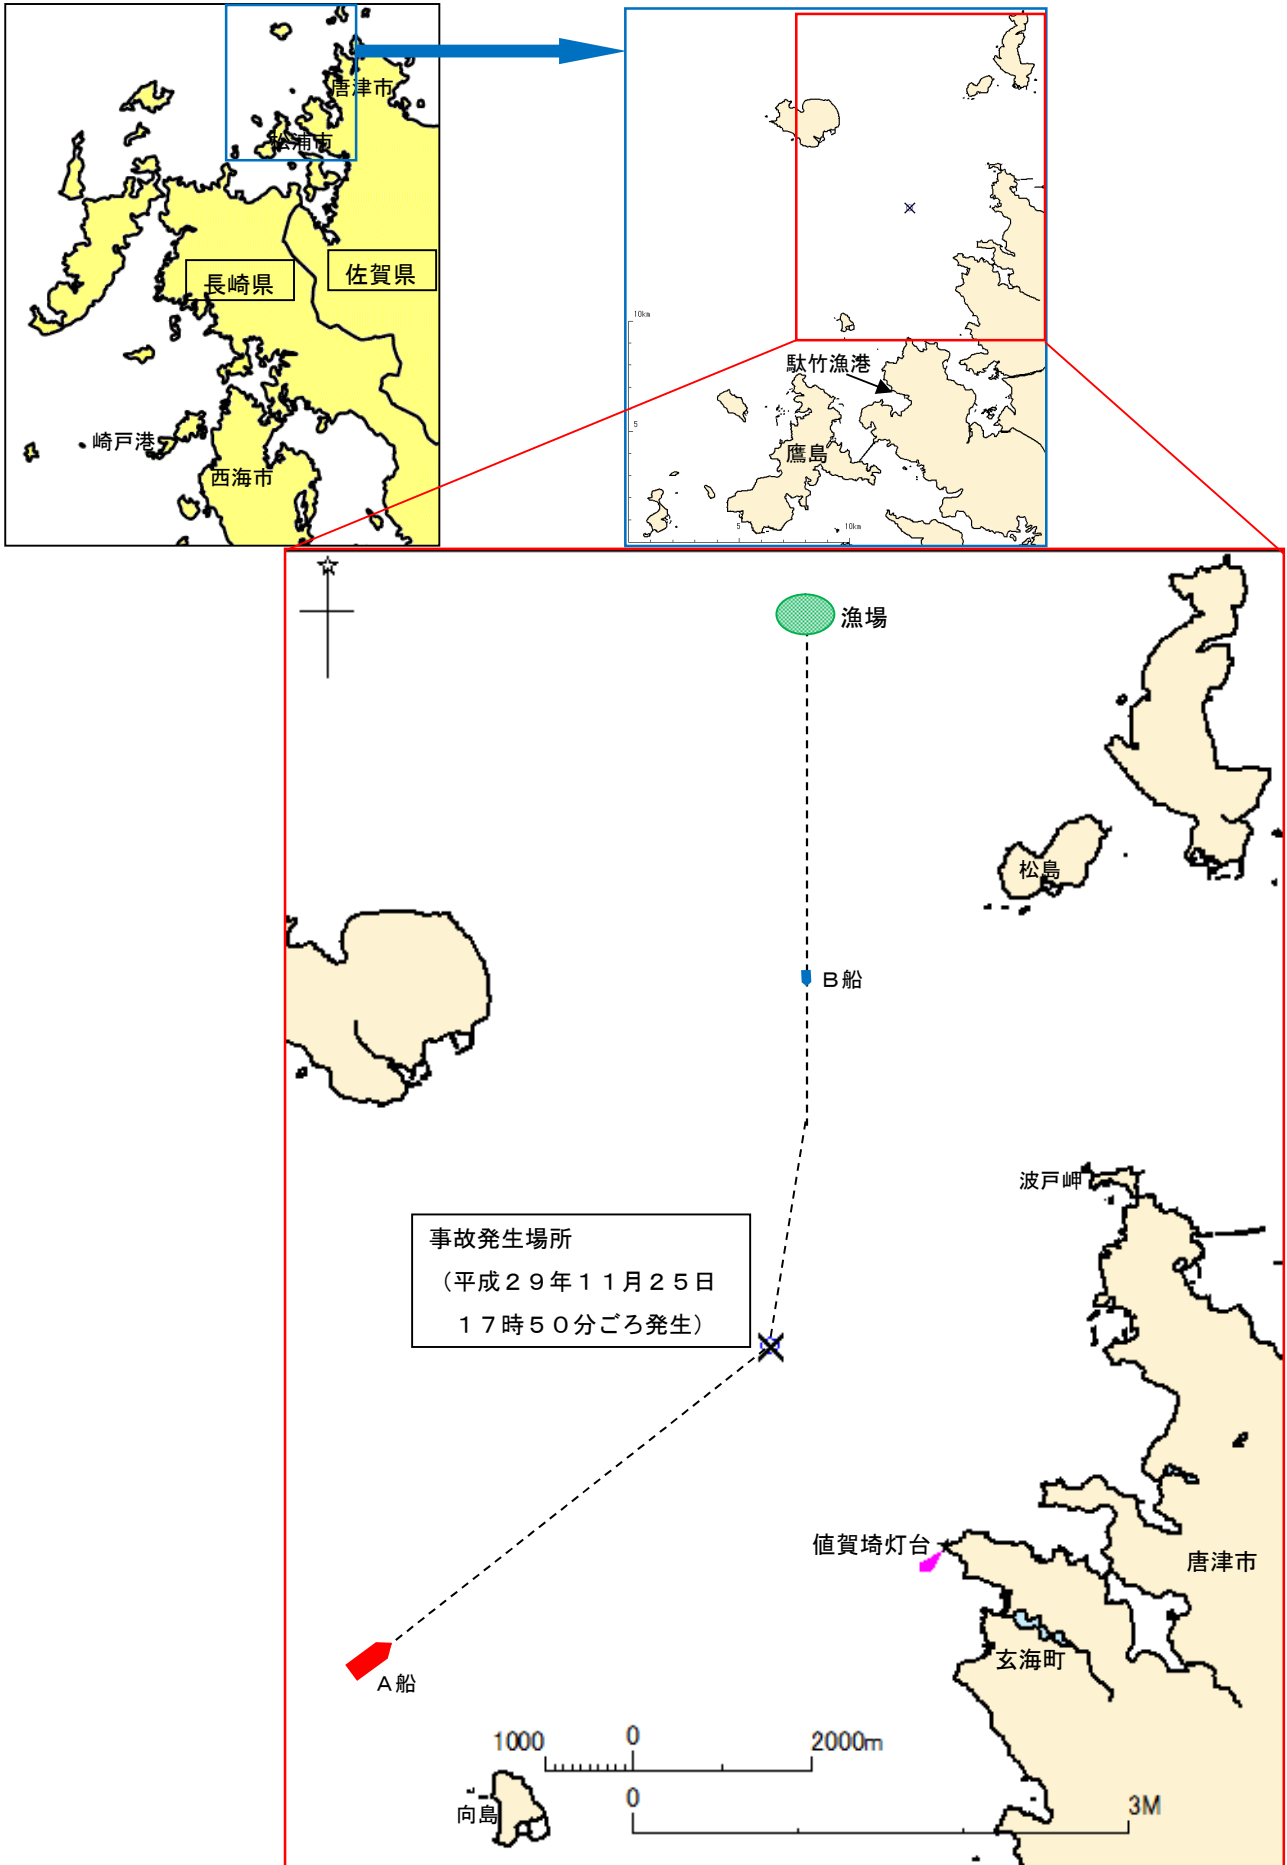 唐津市
松浦市
長崎県
佐賀県
崎戸港
西海市
10km
駄竹漁港
5
鷹島
5
10km
漁場
松島
B船
波戸岬
事故発生場所
（平成２９年１１月２５日
１７時５０分ごろ発生）
値賀埼灯台
唐津市
玄海町
A船
1000 0 2000m
向島
0 3M